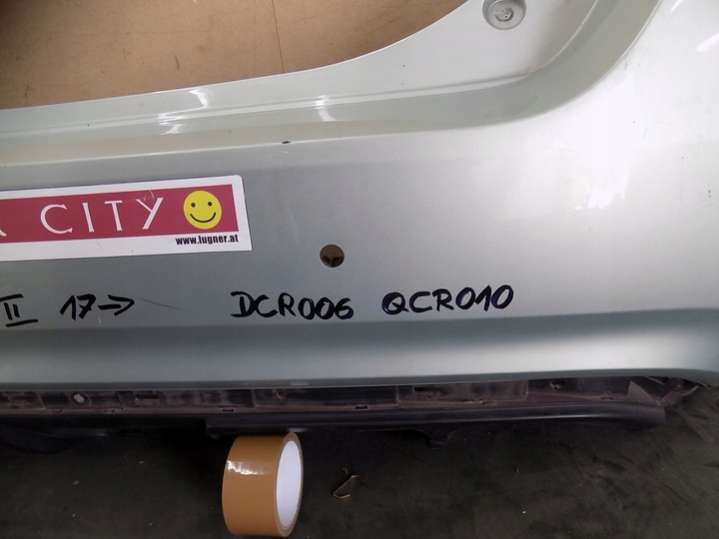 CITY
www.lugner.at
II 17→ DCR006 QCR010